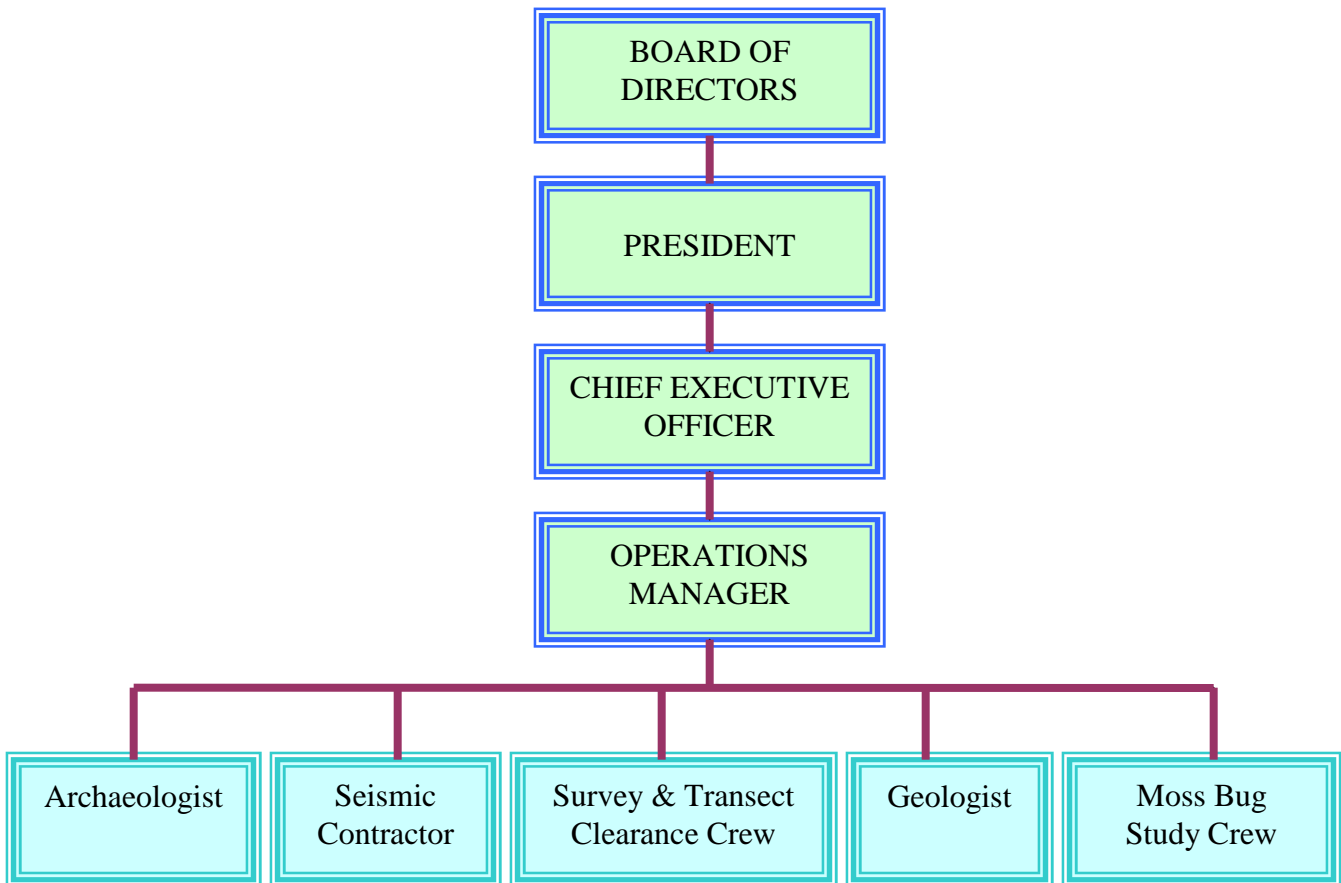 BOARD OF
DIRECTORS
PRESIDENT
CHIEF EXECUTIVE
OFFICER
OPERATIONS
MANAGER
Archaeologist
Seismic
Contractor
Survey & Transect
Clearance Crew
Geologist
Moss Bug
Study Crew